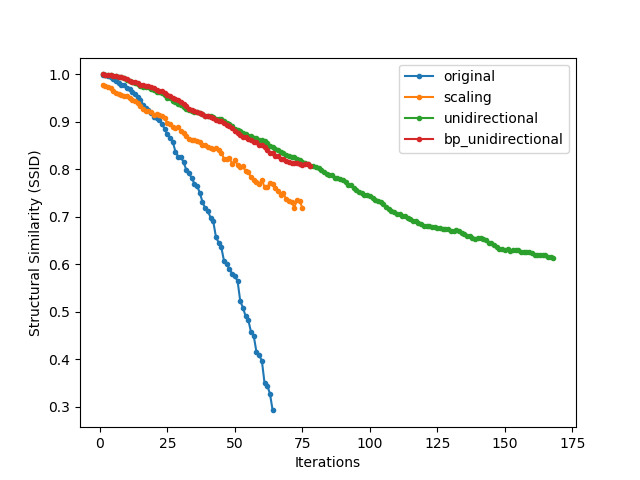 original
scaling
unidirectional
bp_unidirectional
Structural Similarity (SSID)
1.0
0.9
0.8
0.7
0.6
0.5
0.4
0.3
0 25 50 75 100 125 150 175
Iterations